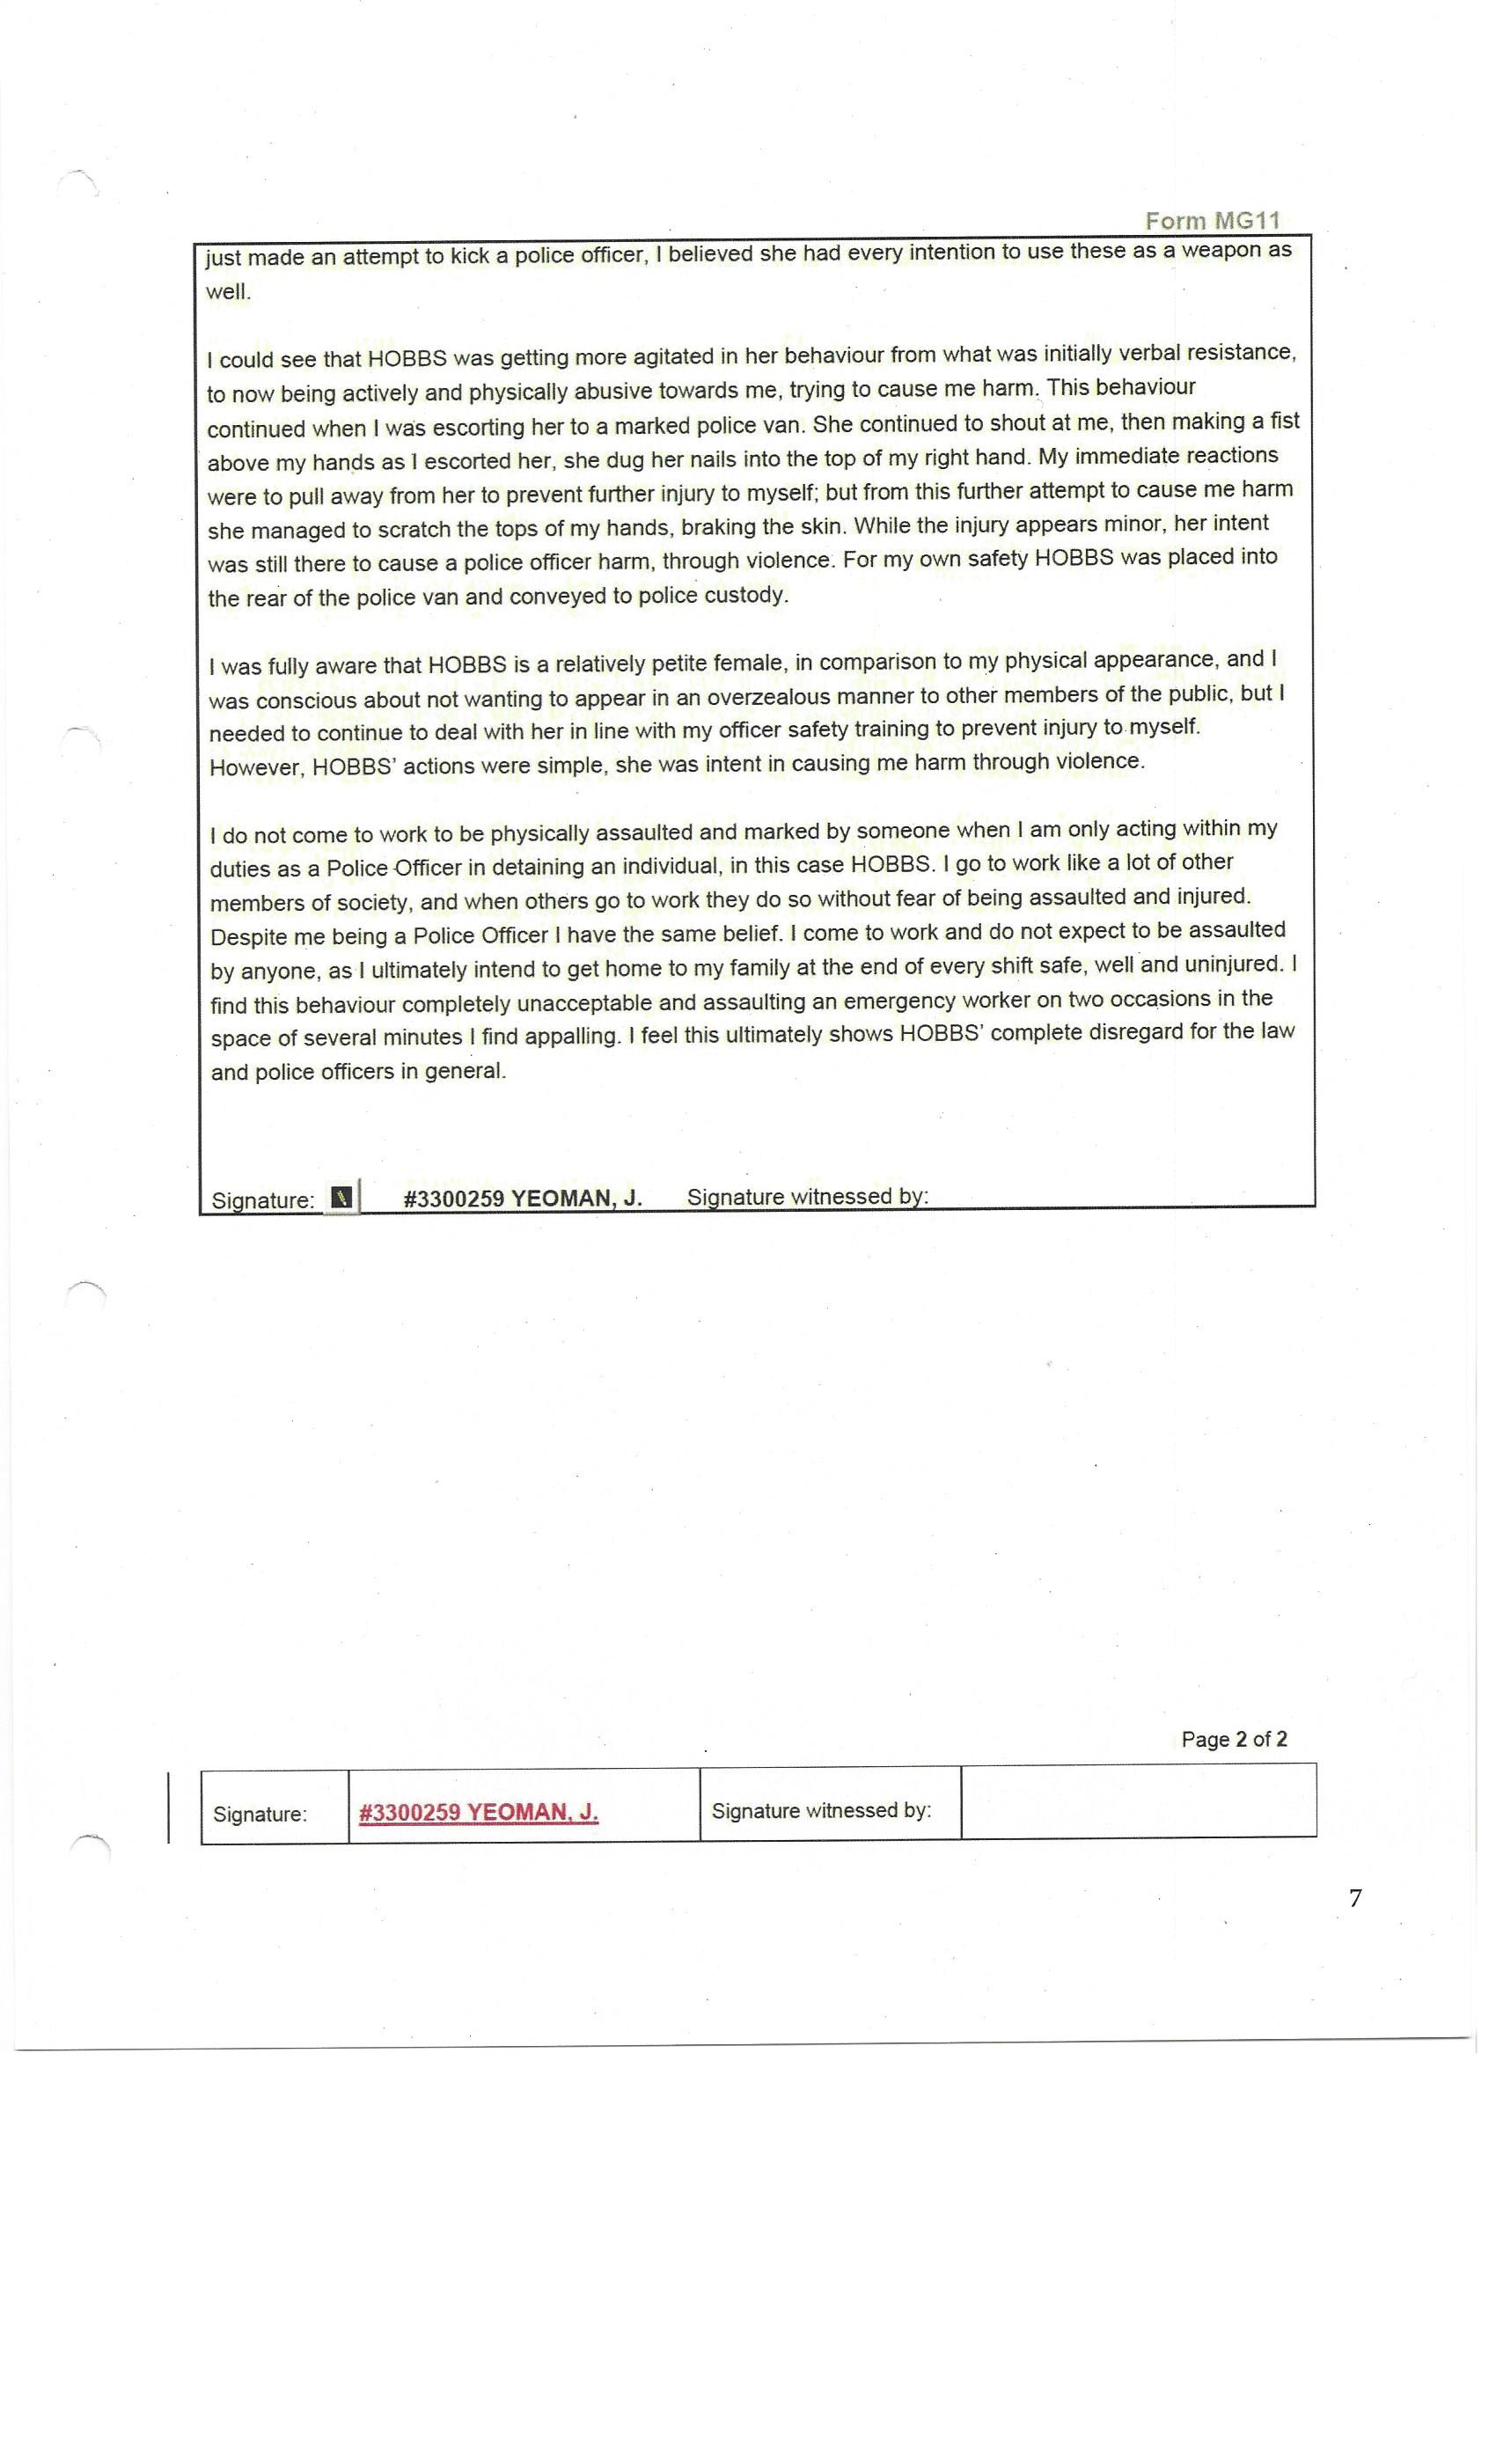 Form MG11
just made an attempt to kick a police officer, I believed she had every intention to use these as a weapon as
well.
I could see that HOBBS was getting more agitated in her behaviour from what was initially verbal resistance,
to now being actively and physically abusive towards me, trying to cause me harm. This behaviour
continued when I was escorting her to a marked police van. She continued to shout at me, then making a fist
above my hands as I escorted her, she dug her nails into the top of my right hand. My immediate reactions
were to pull away from her to prevent further injury to myself; but from this further attempt to cause me harm
she managed to scratch the tops of my hands, braking the skin. While the injury appears minor, her intent
was still there to cause a police officer harm, through violence. For my own safety HOBBS was placed into
the rear of the police van and conveyed to police custody.
I was fully aware that HOBBS is a relatively petite female, in comparison to my physical appearance, and I
was conscious about not wanting to appear in an overzealous manner to other members of the public, but I
needed to continue to deal with her in line with my officer safety training to prevent injury to myself.
However, HOBBS' actions were simple, she was intent in causing me harm through violence.
I do not come to work to be physically assaulted and marked by someone when I am only acting within my
duties as a Police Officer in detaining an individual, in this case HOBBS. I go to work like a lot of other
members of society, and when others go to work they do so without fear of being assaulted and injured.
Despite me being a Police Officer I have the same belief. I come to work and do not expect to be assaulted
by anyone, as I ultimately intend to get home to my family at the end of every shift safe, well and uninjured. I
find this behaviour completely unacceptable and assaulting an emergency worker on two occasions in the
space of several minutes I find appalling. I feel this ultimately shows HOBBS' complete disregard for the law
and police officers in general.
Signature: #3300259 YEOMAN, J. Signature witnessed by:
Page 2 of 2
Signature: #3300259 YEOMAN, J. Signature witnessed by:
7